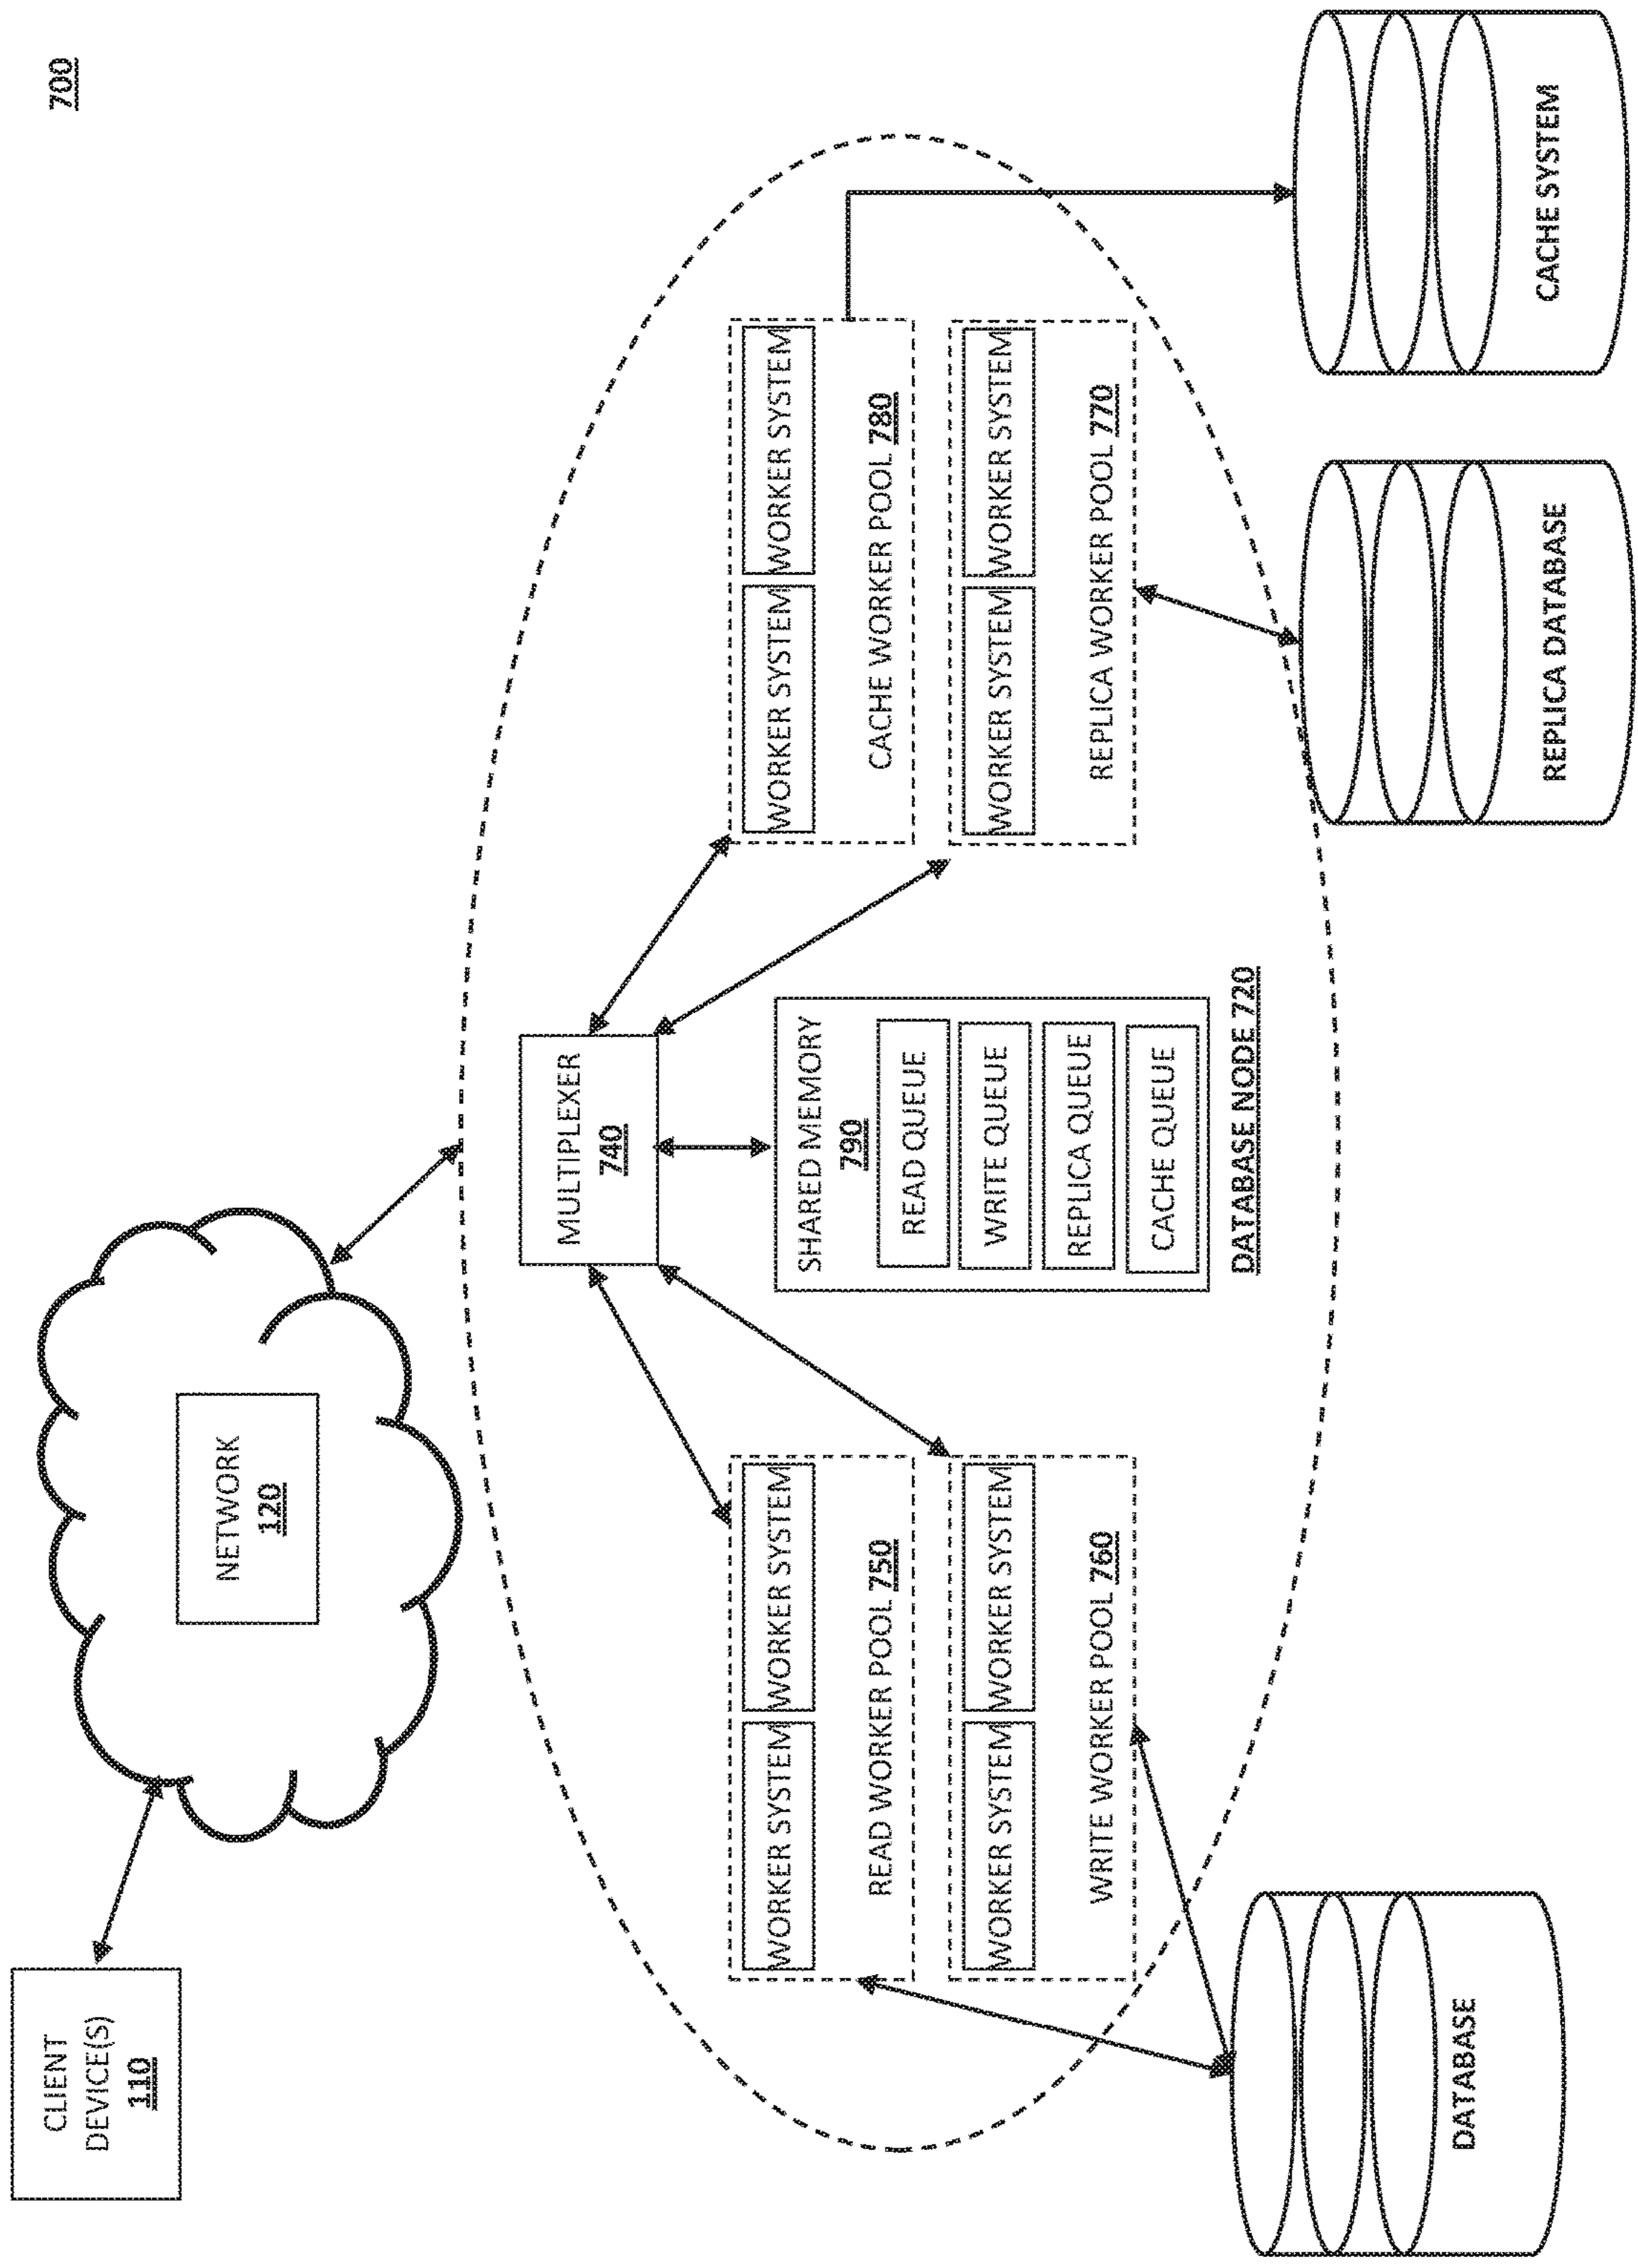 700
CLIENT
DEVICE(S)
110
NETWORK
120
MULTIPLEXER
740
WORKER SYSTEM
WORKER SYSTEM
READ WORKER POOL 750
WORKER SYSTEM
WORKER SYSTEM
WRITE WORKER POOL 760
SHARED MEMORY
790
READ QUEUE
WRITE QUEUE
REPLICA QUEUE
CACHE QUEUE
DATABASE NODE 720
WORKER SYSTEM
WORKER SYSTEM
CACHE WORKER POOL 780
WORKER SYSTEM
WORKER SYSTEM
REPLICA WORKER POOL 770
DATABASE
REPLICA DATABASE
CACHE SYSTEM